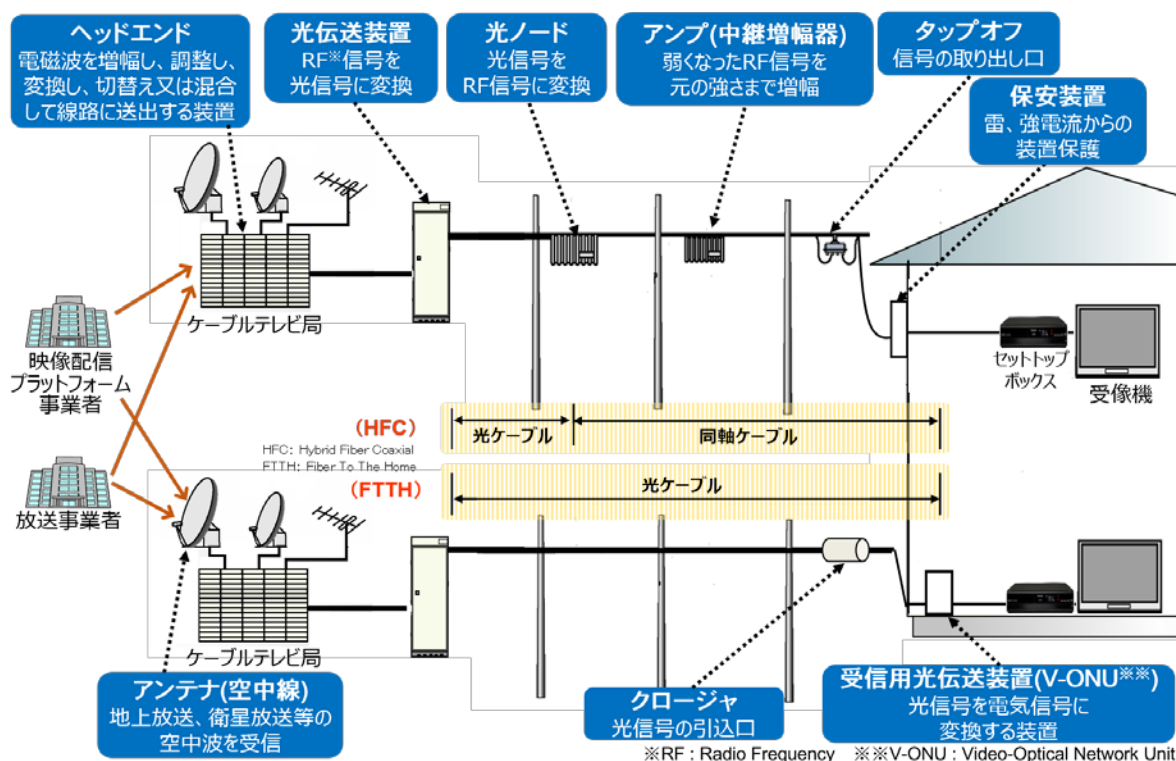 ヘッドエンド
電磁波を増幅し、調整し、
変換し、切替え又は混合
して線路に送出する装置
光伝送装置
RF※信号を
光信号に変換
光ノード
光信号を
RF信号に変換
アンプ(中継増幅器)
弱くなったRF信号を
元の強さまで増幅
タップオフ
信号の取り出し口
保安装置
雷、強電流からの
装置保護
ケーブルテレビ局
映像配信
プラットフォーム
事業者
セットトップ
ボックス
受像機
(HFC)
光ケーブル
同軸ケーブル
HFC: Hybrid Fiber Coaxial
FTTH: Fiber To The Home
(FTTH)
光ケーブル
放送事業者
ケーブルテレビ局
アンテナ(空中線)
地上放送、衛星放送等の
空中波を受信
クロージャ
光信号の引込口
受信用光伝送装置(V-ONU※※)
光信号を電気信号に
変換する装置
※RF : Radio Frequency ※※V-ONU : Video-Optical Network Unit